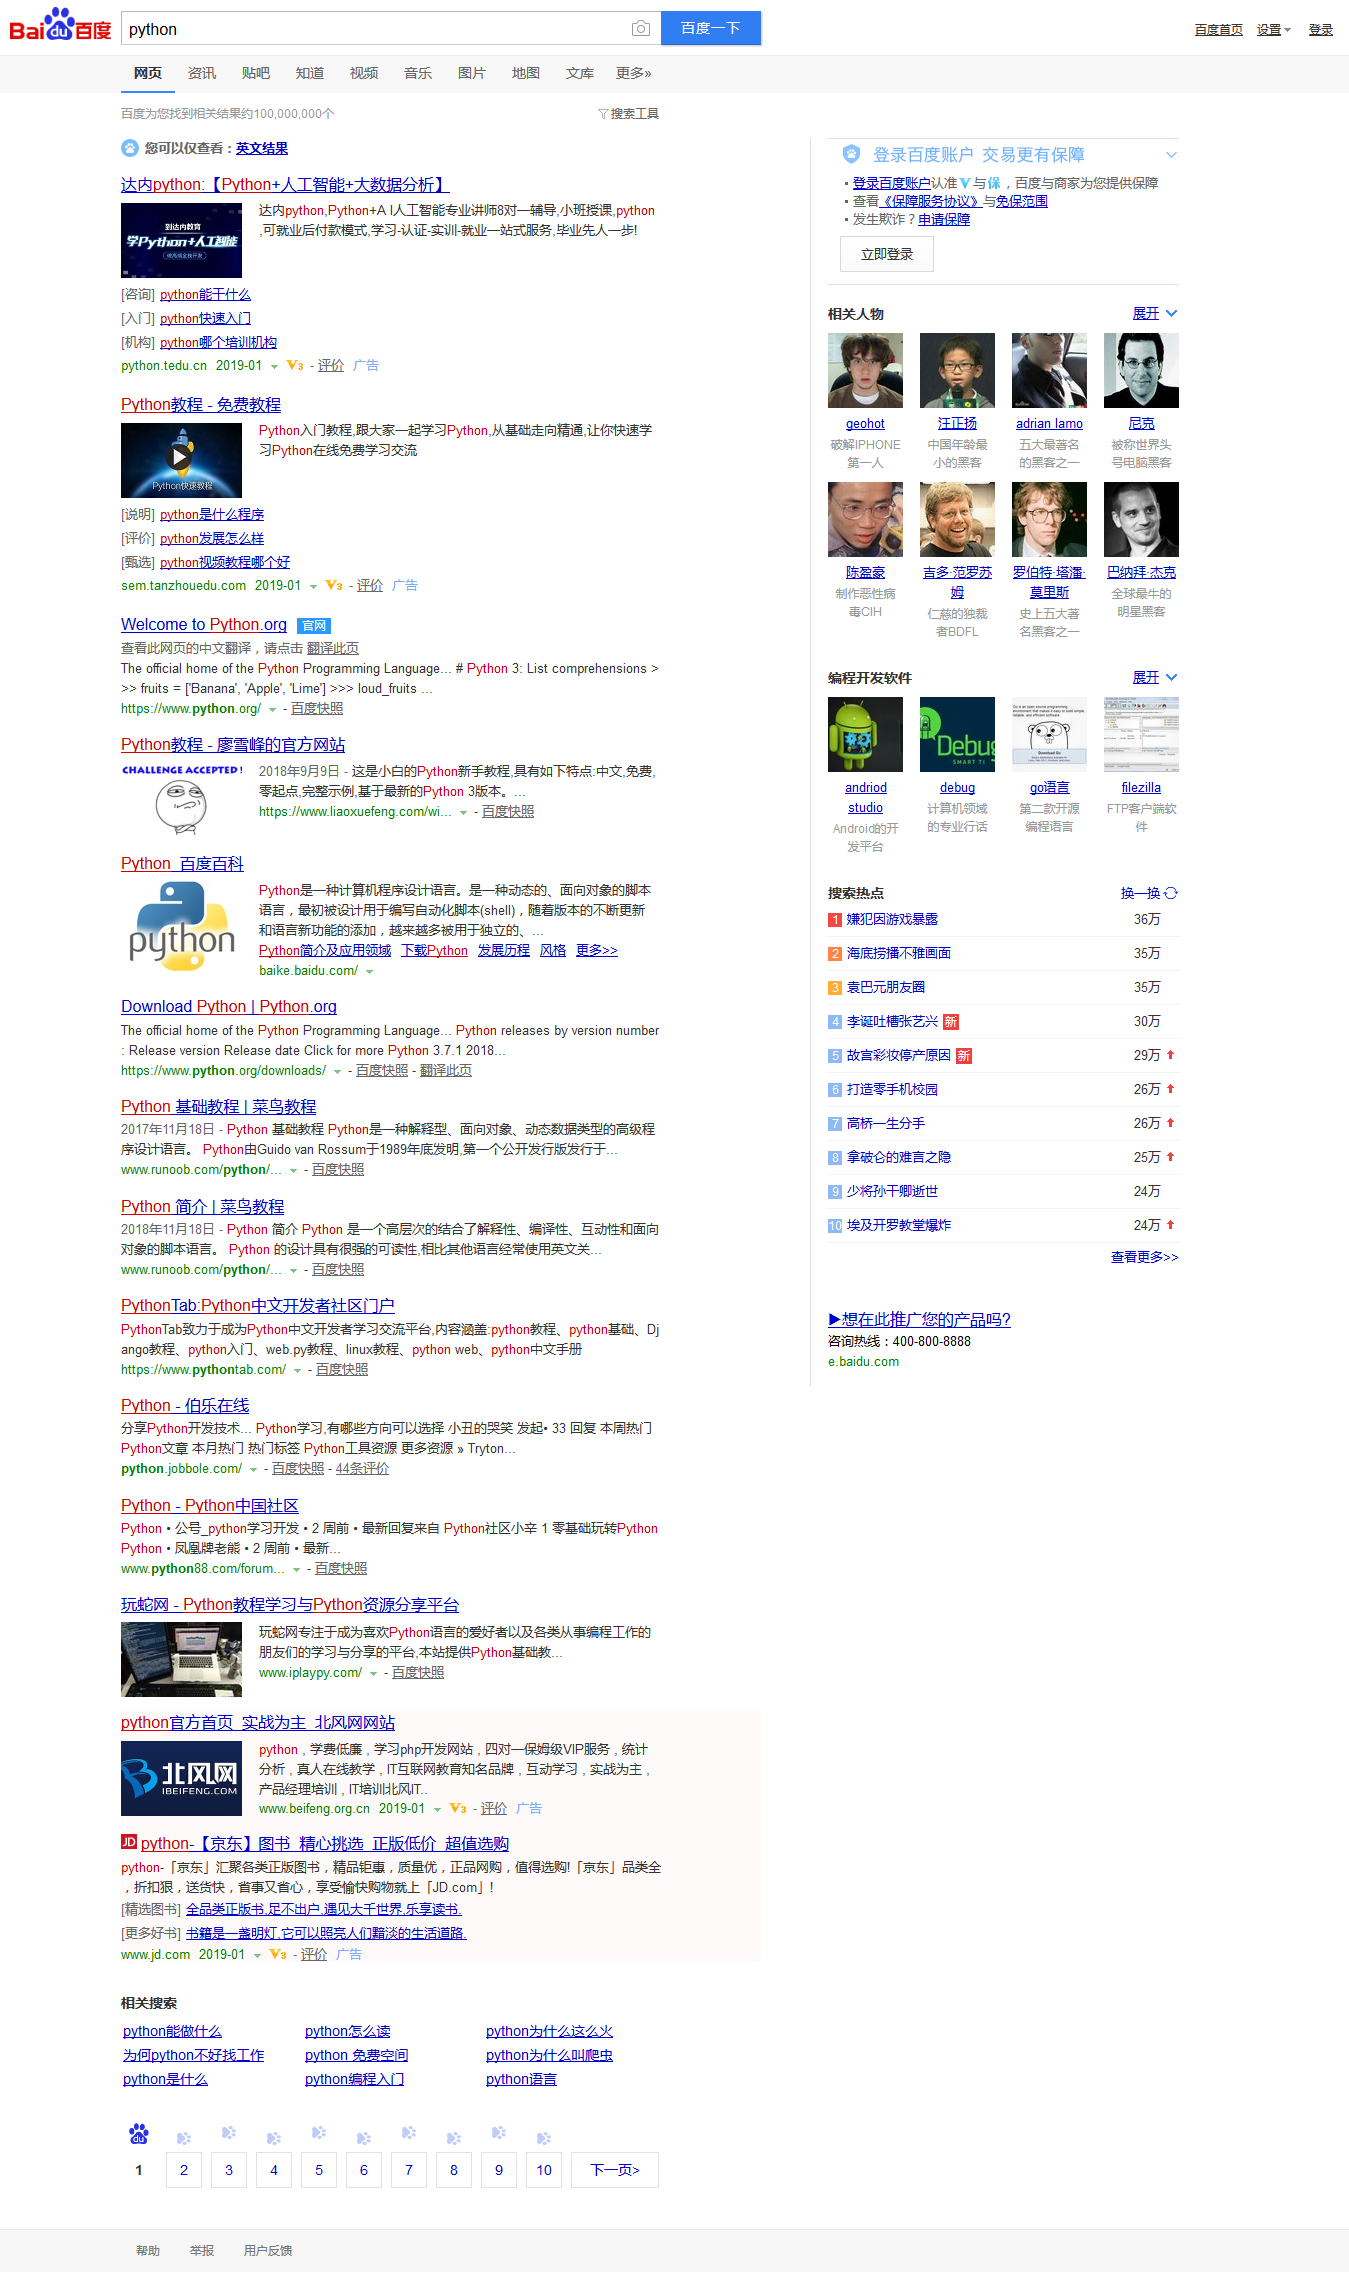 Bai du 百度
python
百度一下
百度首页 设置 登录
网页 资讯 贴吧 知道 视频 音乐 图片 地图 文库 更多»
百度为您找到相关结果约100,000,000个
搜索工具
您可以仅查看：英文结果
达内python:【Python+人工智能+大数据分析】
到达内教育
学Python+人工智能
达内python,Python+A I人工智能专业讲师8对一辅导,小班授课,python
,可就业后付款模式,学习-认证-实训-就业一站式服务,毕业先人一步!
[咨询] python能干什么
[入门] python快速入门
[机构] python哪个培训机构
python.tedu.cn 2019-01 V3 - 评价 广告
Python教程 - 免费教程
Python快速教程
Python入门教程,跟大家一起学习Python,从基础走向精通,让你快速学
习Python在线免费学习交流
[说明] python是什么程序
[评价] python发展怎么样
[甄选] python视频教程哪个好
sem.tanzhouedu.com 2019-01 V3 - 评价 广告
Welcome to Python.org 官网
查看此网页的中文翻译，请点击 翻译此页
The official home of the Python Programming Language... # Python 3: List comprehensions >
>> fruits = ['Banana', 'Apple', 'Lime'] >>> loud_fruits ...
https://www.python.org/ - 百度快照
Python教程 - 廖雪峰的官方网站
CHALLENGE ACCEPTED!
2018年9月9日 - 这是小白的Python新手教程,具有如下特点:中文,免费,
零起点,完整示例,基于最新的Python 3版本。...
https://www.liaoxuefeng.com/wi... - 百度快照
Python_百度百科
python
Python是一种计算机程序设计语言。是一种动态的、面向对象的脚本
语言，最初被设计用于编写自动化脚本(shell)，随着版本的不断更新
和语言新功能的添加，越来越多被用于独立的、...
Python简介及应用领域 下载Python 发展历程 风格 更多>>
baike.baidu.com/
Download Python | Python.org
The official home of the Python Programming Language... Python releases by version number
: Release version Release date Click for more Python 3.7.1 2018...
https://www.python.org/downloads/ - 百度快照 - 翻译此页
Python 基础教程 | 菜鸟教程
2017年11月18日 - Python 基础教程 Python是一种解释型、面向对象、动态数据类型的高级程
序设计语言。 Python由Guido van Rossum于1989年底发明,第一个公开发行版发行于...
www.runoob.com/python/... - 百度快照
Python 简介 | 菜鸟教程
2018年11月18日 - Python 简介 Python 是一个高层次的结合了解释性、编译性、互动性和面向
对象的脚本语言。 Python 的设计具有很强的可读性,相比其他语言经常使用英文关...
www.runoob.com/python/... - 百度快照
PythonTab:Python中文开发者社区门户
PythonTab致力于成为Python中文开发者学习交流平台,内容涵盖:python教程、python基础、Dj
ango教程、python入门、web.py教程、linux教程、python web、python中文手册
https://www.pythontab.com/ - 百度快照
Python - 伯乐在线
分享Python开发技术... Python学习,有哪些方向可以选择 小丑的哭笑 发起• 33 回复 本周热门
Python文章 本月热门 热门标签 Python工具资源 更多资源 » Tryton...
python.jobbole.com/ - 百度快照 - 44条评价
Python - Python中国社区
Python • 公号_python学习开发 • 2 周前 • 最新回复来自 Python社区小辛 1 零基础玩转Python
Python • 凤凰牌老熊 • 2 周前 • 最新...
www.python88.com/forum... - 百度快照
玩蛇网 - Python教程学习与Python资源分享平台
玩蛇网专注于成为喜欢Python语言的爱好者以及各类从事编程工作的
朋友们的学习与分享的平台,本站提供Python基础教...
www.iplaypy.com/ - 百度快照
python官方首页_实战为主_北风网网站
北风网
IBEIFENG.COM
python，学费低廉，学习php开发网站，四对一保姆级VIP服务，统计
分析，真人在线教学，IT互联网教育知名品牌，互动学习，实战为主，
产品经理培训，IT培训北风IT..
www.beifeng.org.cn 2019-01 V3 - 评价 广告
JD python-【京东】图书_精心挑选_正版低价_超值选购
python-「京东」汇聚各类正版图书，精品钜惠，质量优，正品网购，值得选购!「京东」品类全
，折扣狠，送货快，省事又省心，享受愉快购物就上「JD.com」!
[精选图书] 全品类正版书,足不出户,遇见大千世界,乐享读书.
[更多好书] 书籍是一盏明灯,它可以照亮人们黯淡的生活道路.
www.jd.com 2019-01 V3 - 评价 广告
相关搜索
python能做什么 python怎么读 python为什么这么火
为何python不好找工作 python 免费空间 python为什么叫爬虫
python是什么 python编程入门 python语言
du
1 2 3 4 5 6 7 8 9 10 下一页>
登录百度账户 交易更有保障
登录百度账户认准V与保，百度与商家为您提供保障
查看《保障服务协议》与免保范围
发生欺诈？申请保障
立即登录
相关人物 展开
geohot 汪正扬 adrian lamo 尼克
破解IPHONE 中国年龄最 五大最著名 被称世界头
第一人 小的黑客 的黑客之一 号电脑黑客
陈盈豪 吉多·范罗苏 罗伯特·塔潘· 巴纳拜·杰克
姆 莫里斯
制作恶性病 全球最牛的
毒CIH 明星黑客
仁慈的独裁 史上五大著
者BDFL 名黑客之一
编程开发软件 展开
Debug
SMART TI
Download Go
andriod debug go语言 filezilla
studio
计算机领域 第二款开源 FTP客户端软
的专业行话 编程语言 件
Android的开
发平台
搜索热点 换一换
1 嫌犯因游戏暴露 36万
2 海底捞播不雅画面 35万
3 袁巴元朋友圈 35万
4 李诞吐槽张艺兴 新 30万
5 故宫彩妆停产原因 新 29万
6 打造零手机校园 26万
7 高桥一生分手 26万
8 拿破仑的难言之隐 25万
9 少将孙干卿逝世 24万
10 埃及开罗教堂爆炸 24万
查看更多>>
▶想在此推广您的产品吗?
咨询热线：400-800-8888
e.baidu.com
帮助 举报 用户反馈